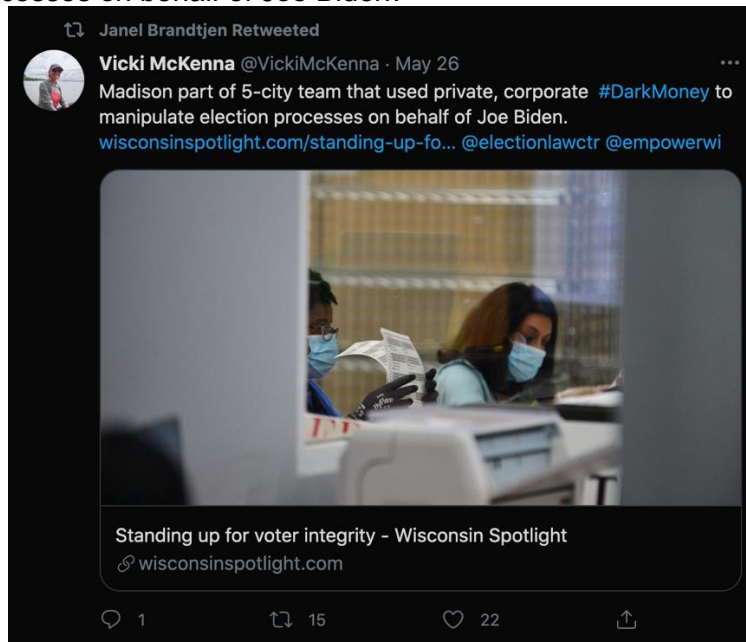 Janel Brandtjen Retweeted
Vicki McKenna @VickiMcKenna · May 26
Madison part of 5-city team that used private, corporate #DarkMoney to
manipulate election processes on behalf of Joe Biden.
wisconsinspotlight.com/standing-up-fo... @electionlawctr @empowerwi
Standing up for voter integrity - Wisconsin Spotlight
wisconsinspotlight.com
1 15 22